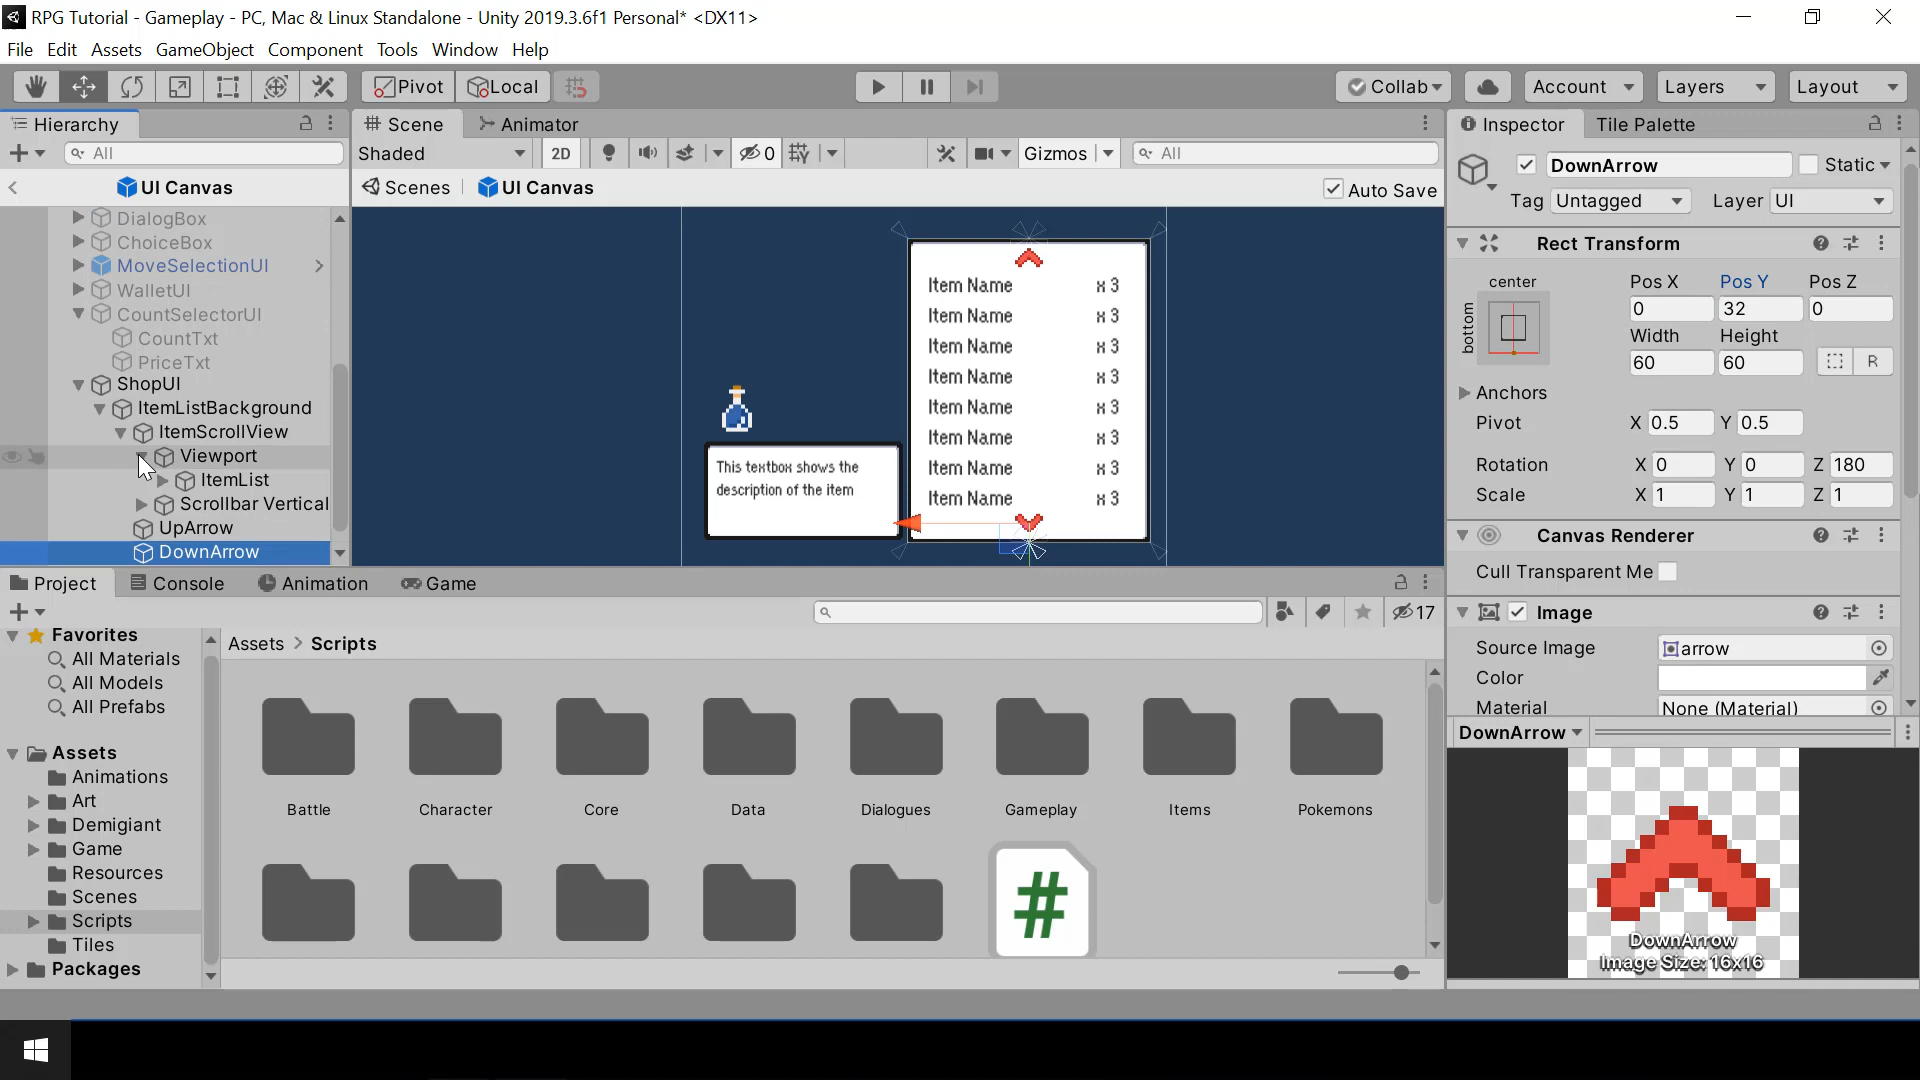 RPG Tutorial - Gameplay - PC, Mac & Linux Standalone - Unity 2019.3.6f1 Personal* <DX11>
File Edit Assets GameObject Component Tools Window Help
Pivot Local Collab Account Layers Layout
Hierarchy
All
UI Canvas
DialogBox
ChoiceBox
MoveSelectionUI
WalletUI
CountSelectorUI
CountTxt
PriceTxt
ShopUI
ItemListBackground
ItemScrollView
Viewport
ItemList
Scrollbar Vertical
UpArrow
DownArrow
Scene Animator
Shaded 2D 0 Gizmos All
Scenes UI Canvas Auto Save
Item Name x 3
Item Name x 3
Item Name x 3
Item Name x 3
Item Name x 3
Item Name x 3
Item Name x 3
Item Name x 3
This textbox shows the
description of the item
Project Console Animation Game
17
Favorites
All Materials
All Models
All Prefabs
Assets
Animations
Art
Demigiant
Game
Resources
Scenes
Scripts
Tiles
Packages
Assets > Scripts
Battle Character Core Data Dialogues Gameplay Items Pokemons
#
Inspector Tile Palette
DownArrow Static
Tag Untagged Layer UI
Rect Transform
center
bottom
Pos X Pos Y Pos Z
0 32 0
Width Height
60 60 R
Anchors
Pivot X 0.5 Y 0.5
Rotation X 0 Y 0 Z 180
Scale X 1 Y 1 Z 1
Canvas Renderer
Cull Transparent Me
Image
Source Image arrow
Color
Material None (Material)
DownArrow
DownArrow
Image Size: 16x16